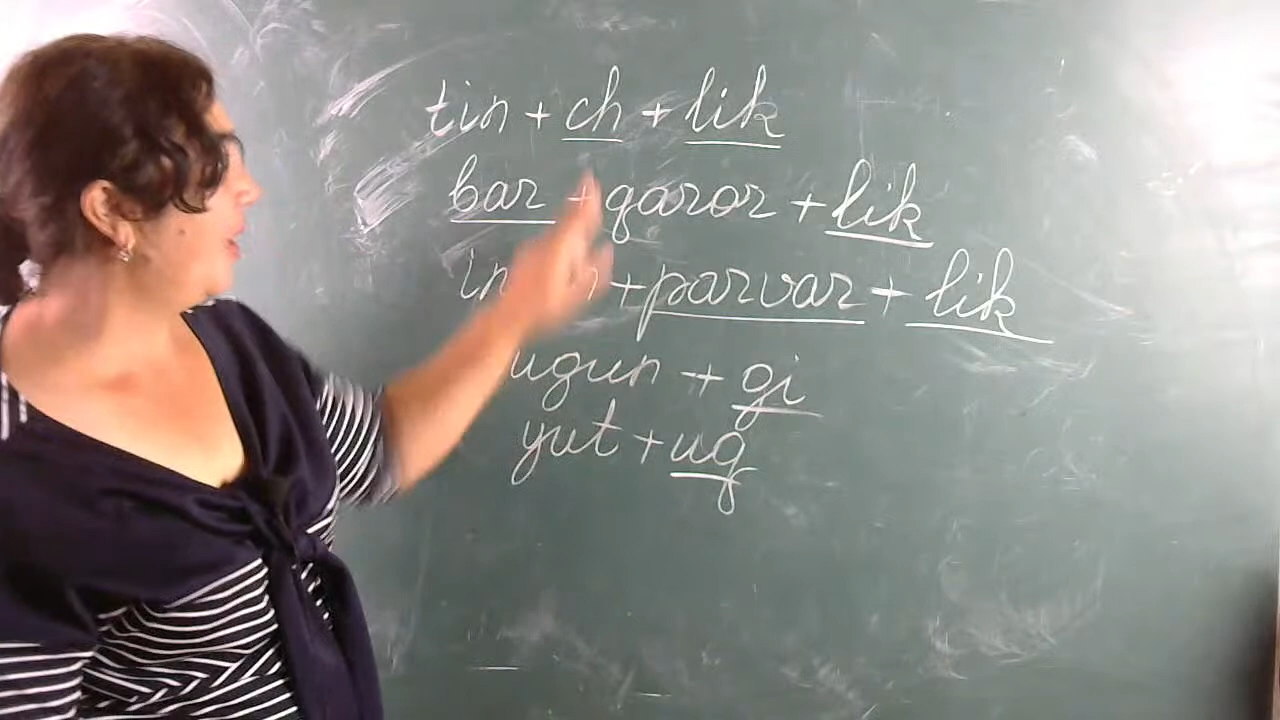 tin + ch + lik
bar + qaror + lik
+ parvar + lik
+ gi
yut + uq